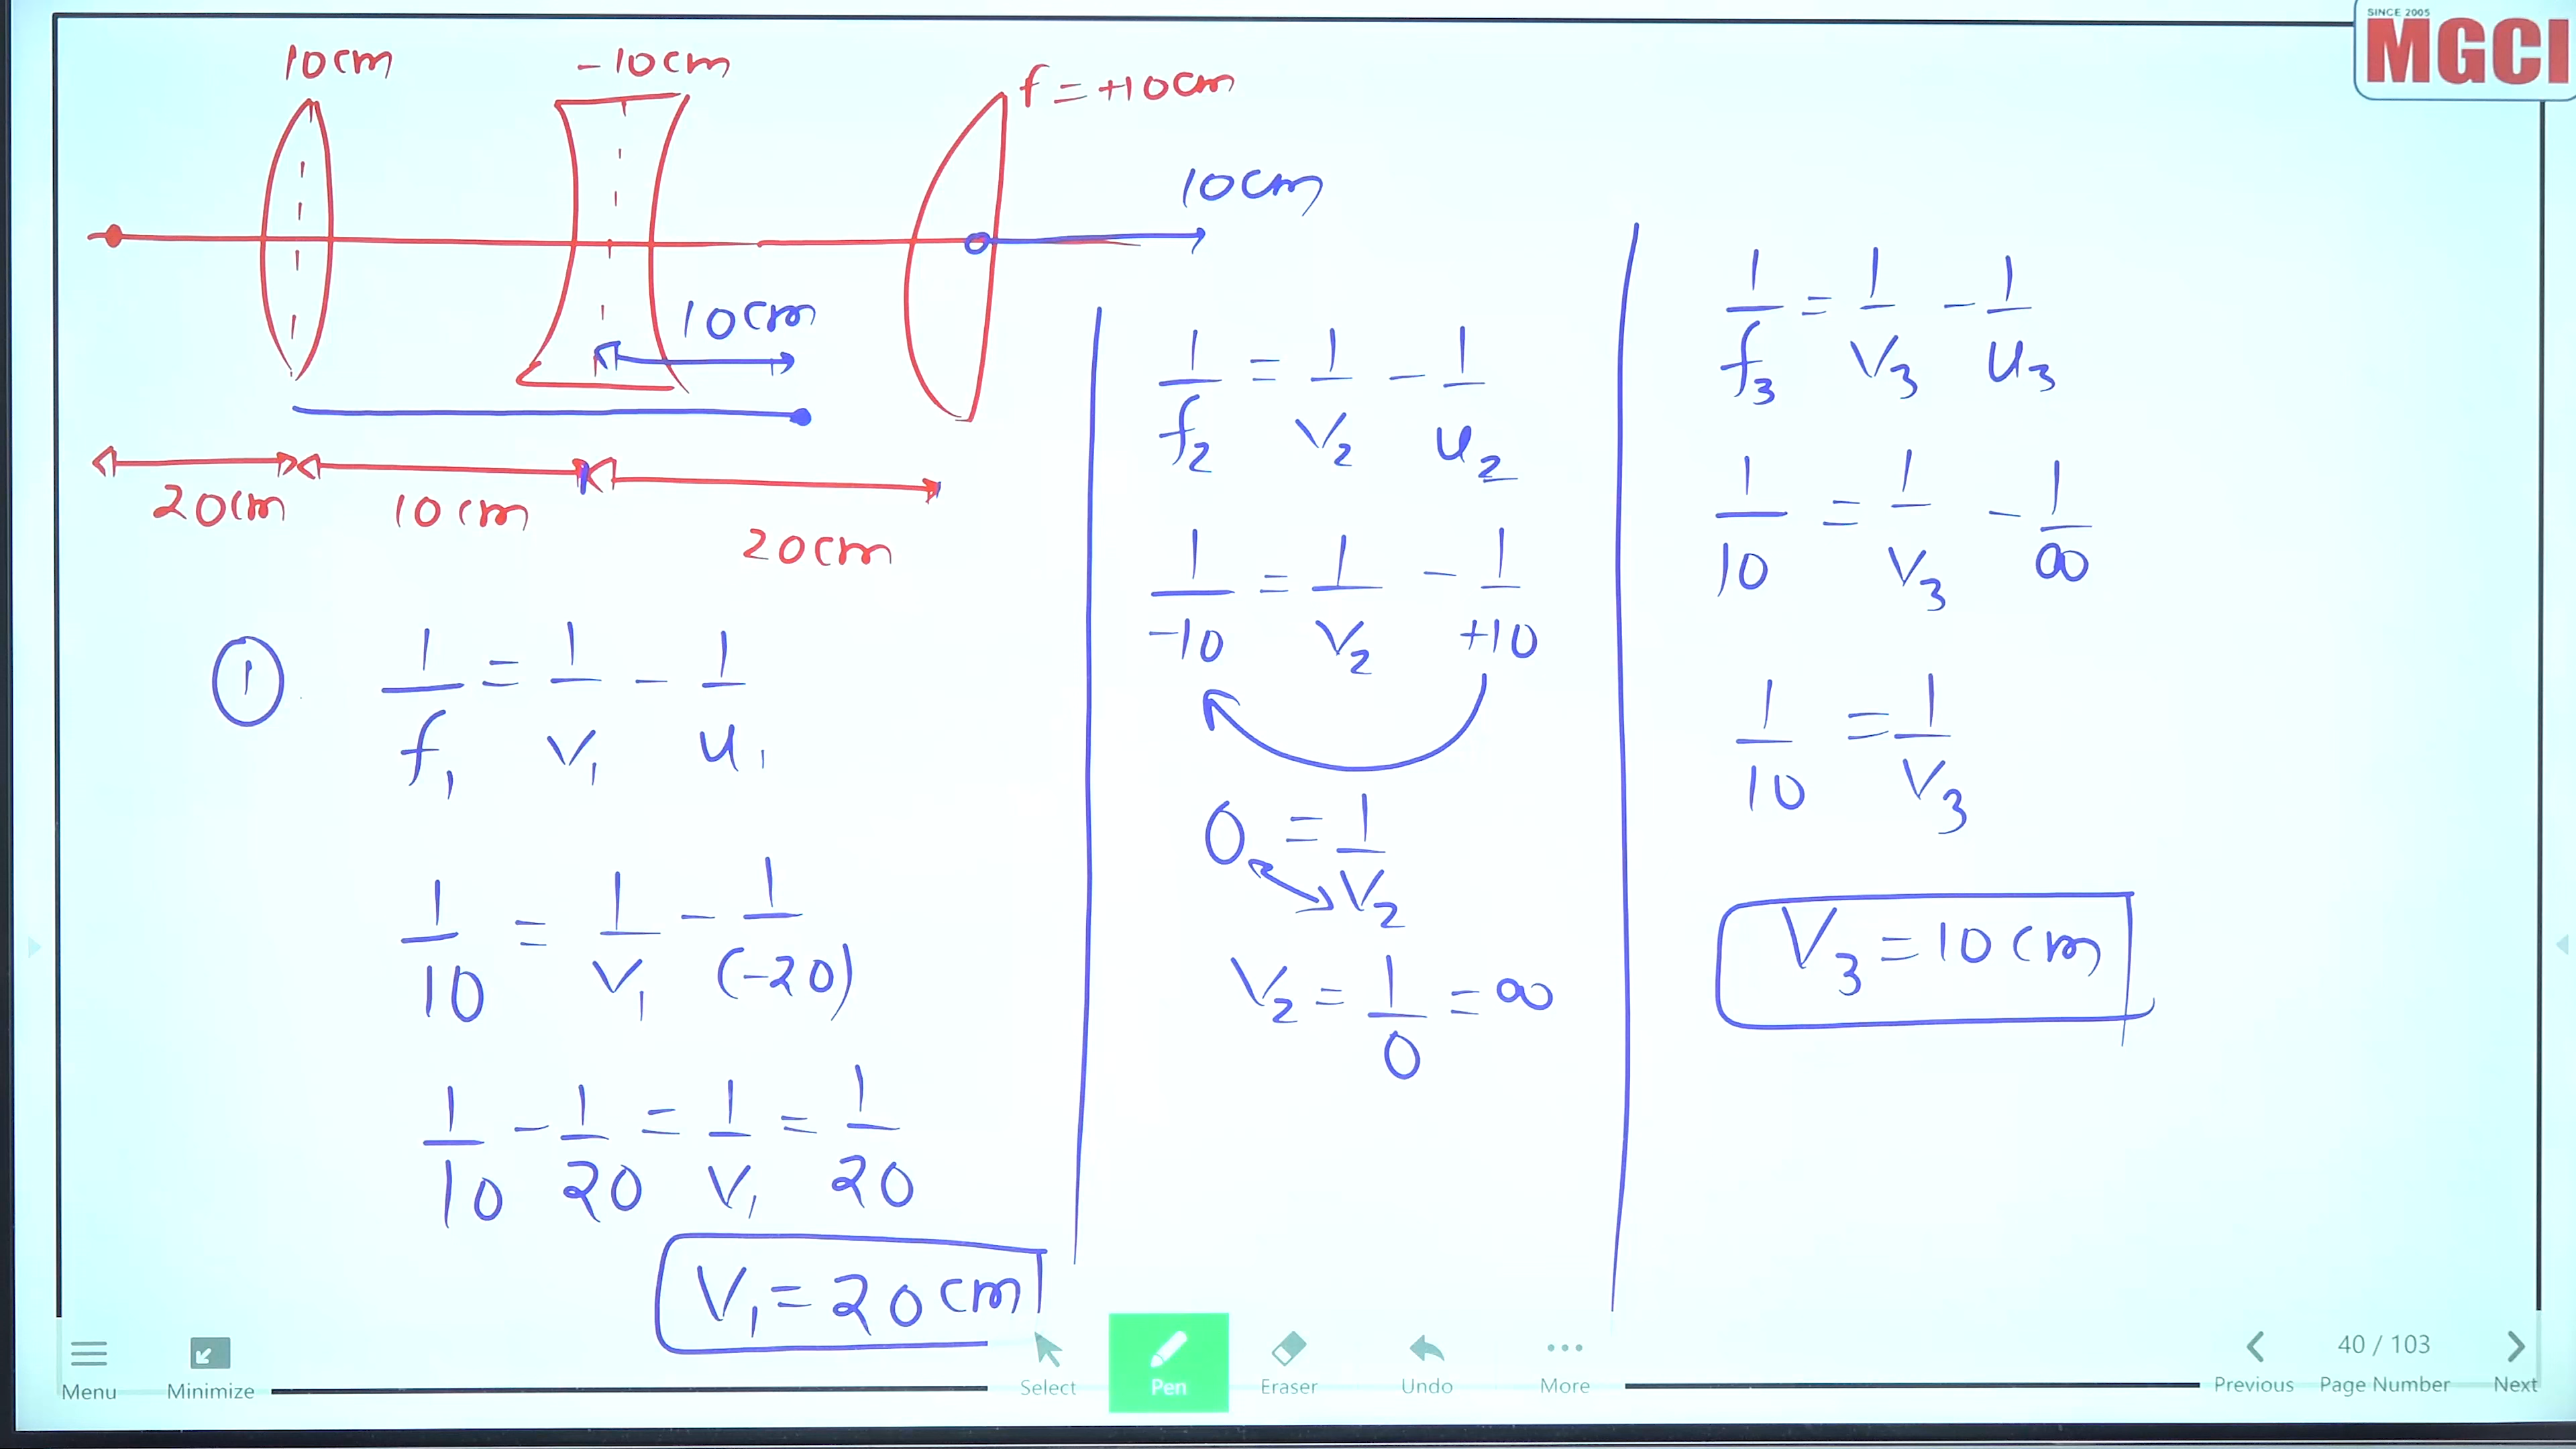 SINCE 2005
MGCI
10cm
-10cm
f = +10cm
10cm
10cm
20cm
10cm
20cm
1
1/f₁ = 1/v₁ - 1/u₁
1/10 = 1/v₁ - 1/(-20)
1/10 - 1/20 = 1/v₁ = 1/20
V₁ = 20cm
1/f₂ = 1/v₂ - 1/u₂
1/-10 = 1/v₂ - 1/+10
0 = 1/v₂
V₂ = 1/0 = ∞
1/f₃ = 1/v₃ - 1/u₃
1/10 = 1/v₃ - 1/∞
1/10 = 1/v₃
V₃ = 10cm
Menu
Minimize
Select
Pen
Eraser
Undo
More
Previous
40 / 103
Page Number
Next